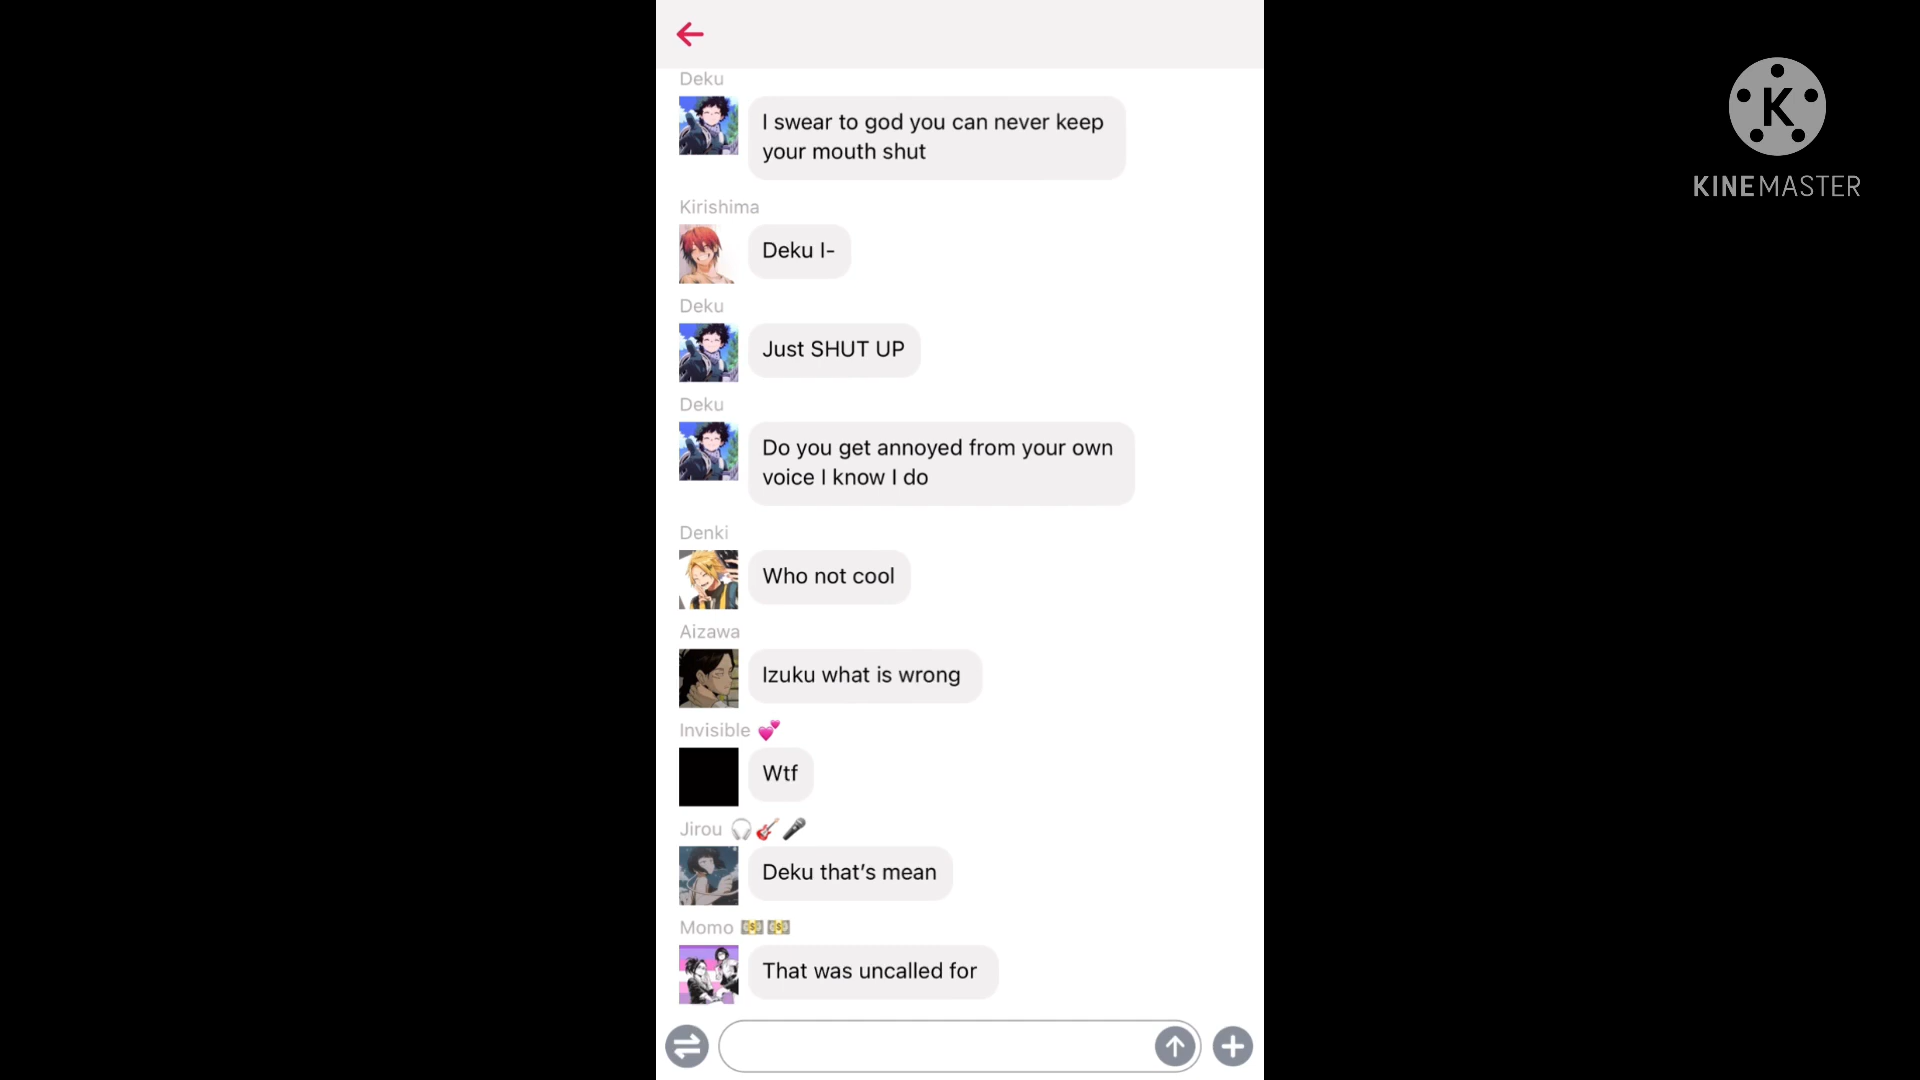 Deku
I swear to god you can never keep
your mouth shut
Kirishima
Deku I-
Deku
Just SHUT UP
Deku
Do you get annoyed from your own
voice I know I do
Denki
Who not cool
Aizawa
Izuku what is wrong
Invisible 💕
Wtf
Jirou 🎧🎸🎤
Deku that’s mean
Momo 💵💵
That was uncalled for
K
KINEMASTER